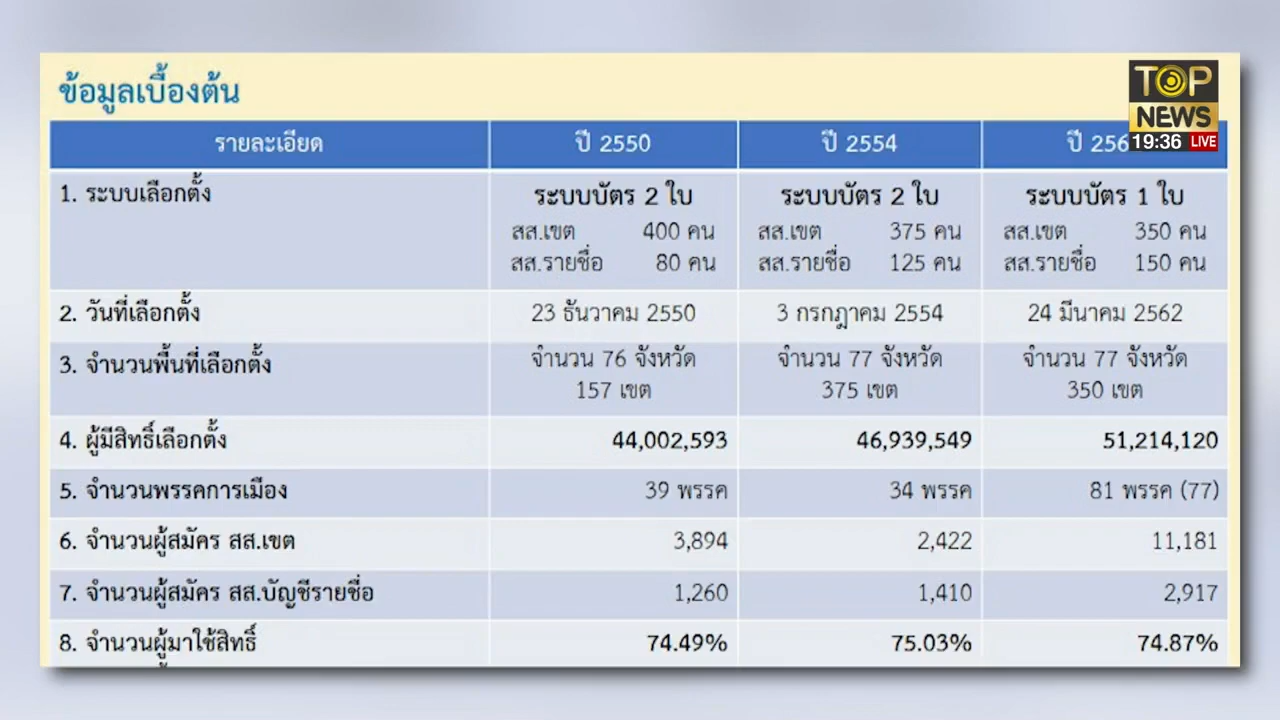 ข้อมูลเบื้องต้น
TOP
NEWS
19:36 LIVE
รายละเอียด ปี 2550 ปี 2554 ปี 256
1. ระบบเลือกตั้ง ระบบบัตร 2 ใบ ระบบบัตร 2 ใบ ระบบบัตร 1 ใบ
สส.เขต 400 คน สส.เขต 375 คน สส.เขต 350 คน
สส.รายชื่อ 80 คน สส.รายชื่อ 125 คน สส.รายชื่อ 150 คน
2. วันที่เลือกตั้ง 23 ธันวาคม 2550 3 กรกฎาคม 2554 24 มีนาคม 2562
3. จำนวนพื้นที่เลือกตั้ง จำนวน 76 จังหวัด จำนวน 77 จังหวัด จำนวน 77 จังหวัด
157 เขต 375 เขต 350 เขต
4. ผู้มีสิทธิ์เลือกตั้ง 44,002,593 46,939,549 51,214,120
5. จำนวนพรรคการเมือง 39 พรรค 34 พรรค 81 พรรค (77)
6. จำนวนผู้สมัคร สส.เขต 3,894 2,422 11,181
7. จำนวนผู้สมัคร สส.บัญชีรายชื่อ 1,260 1,410 2,917
8. จำนวนผู้มาใช้สิทธิ์ 74.49% 75.03% 74.87%